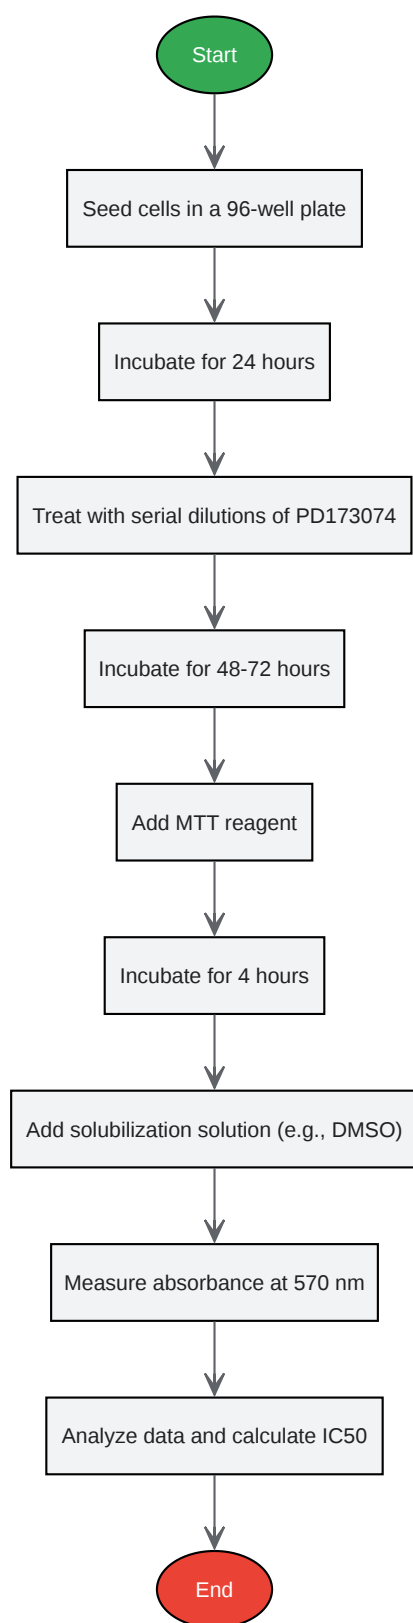 Start
Seed cells in a 96-well plate
Incubate for 24 hours
Treat with serial dilutions of PD173074
Incubate for 48-72 hours
Add MTT reagent
Incubate for 4 hours
Add solubilization solution (e.g., DMSO)
Measure absorbance at 570 nm
Analyze data and calculate IC50
End